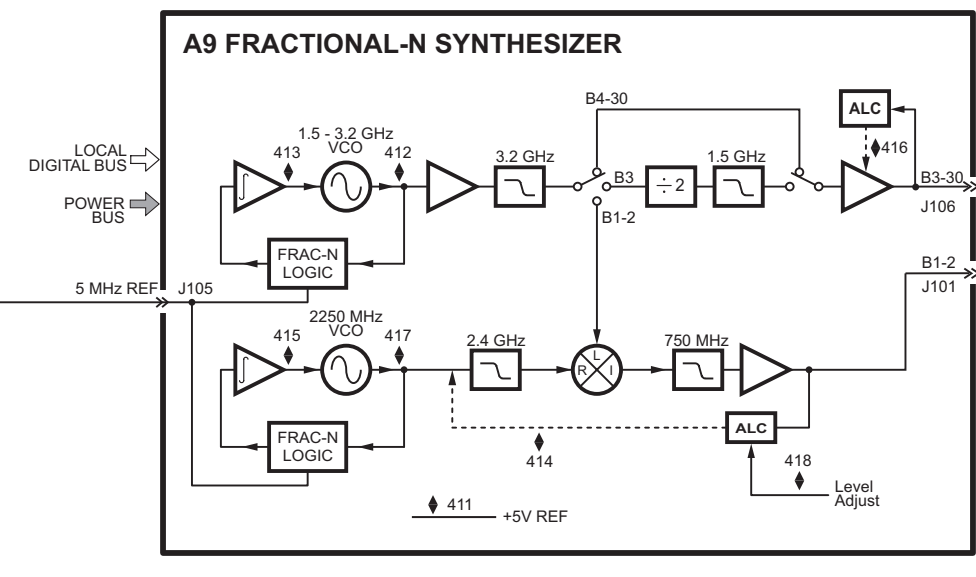 A9 FRACTIONAL-N SYNTHESIZER
B4-30
ALC
1.5 - 3.2 GHz
VCO
413
412
3.2 GHz
1.5 GHz
416
LOCAL
DIGITAL BUS
∫
B3
÷ 2
B3-30
POWER
BUS
B1-2
J106
FRAC-N
LOGIC
B1-2
5 MHz REF
J105
J101
2250 MHz
VCO
415
417
2.4 GHz
750 MHz
∫
L
R
I
FRAC-N
LOGIC
ALC
414
418
Level
Adjust
411
+5V REF